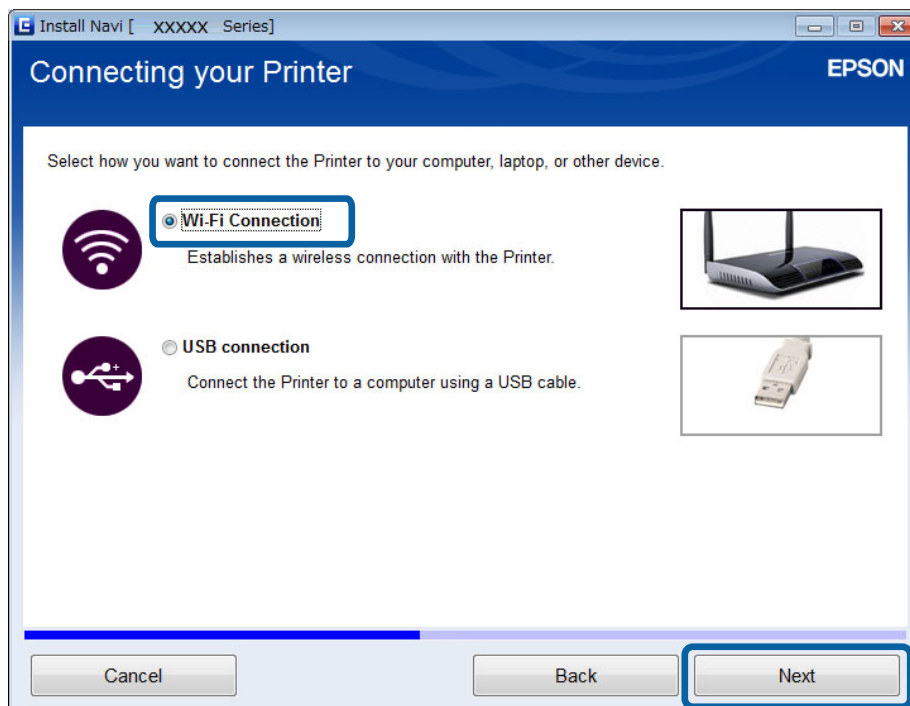 Install Navi [ XXXXX Series]
Connecting your Printer
EPSON
Select how you want to connect the Printer to your computer, laptop, or other device.
Wi-Fi Connection
Establishes a wireless connection with the Printer.
USB connection
Connect the Printer to a computer using a USB cable.
Cancel
Back
Next